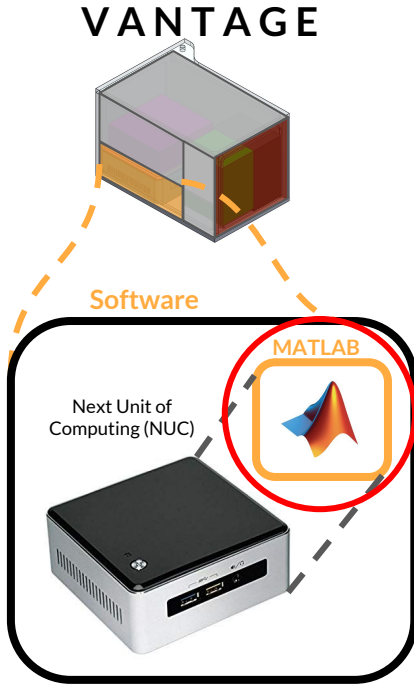 VANTAGE
Software
MATLAB
Next Unit of
Computing (NUC)